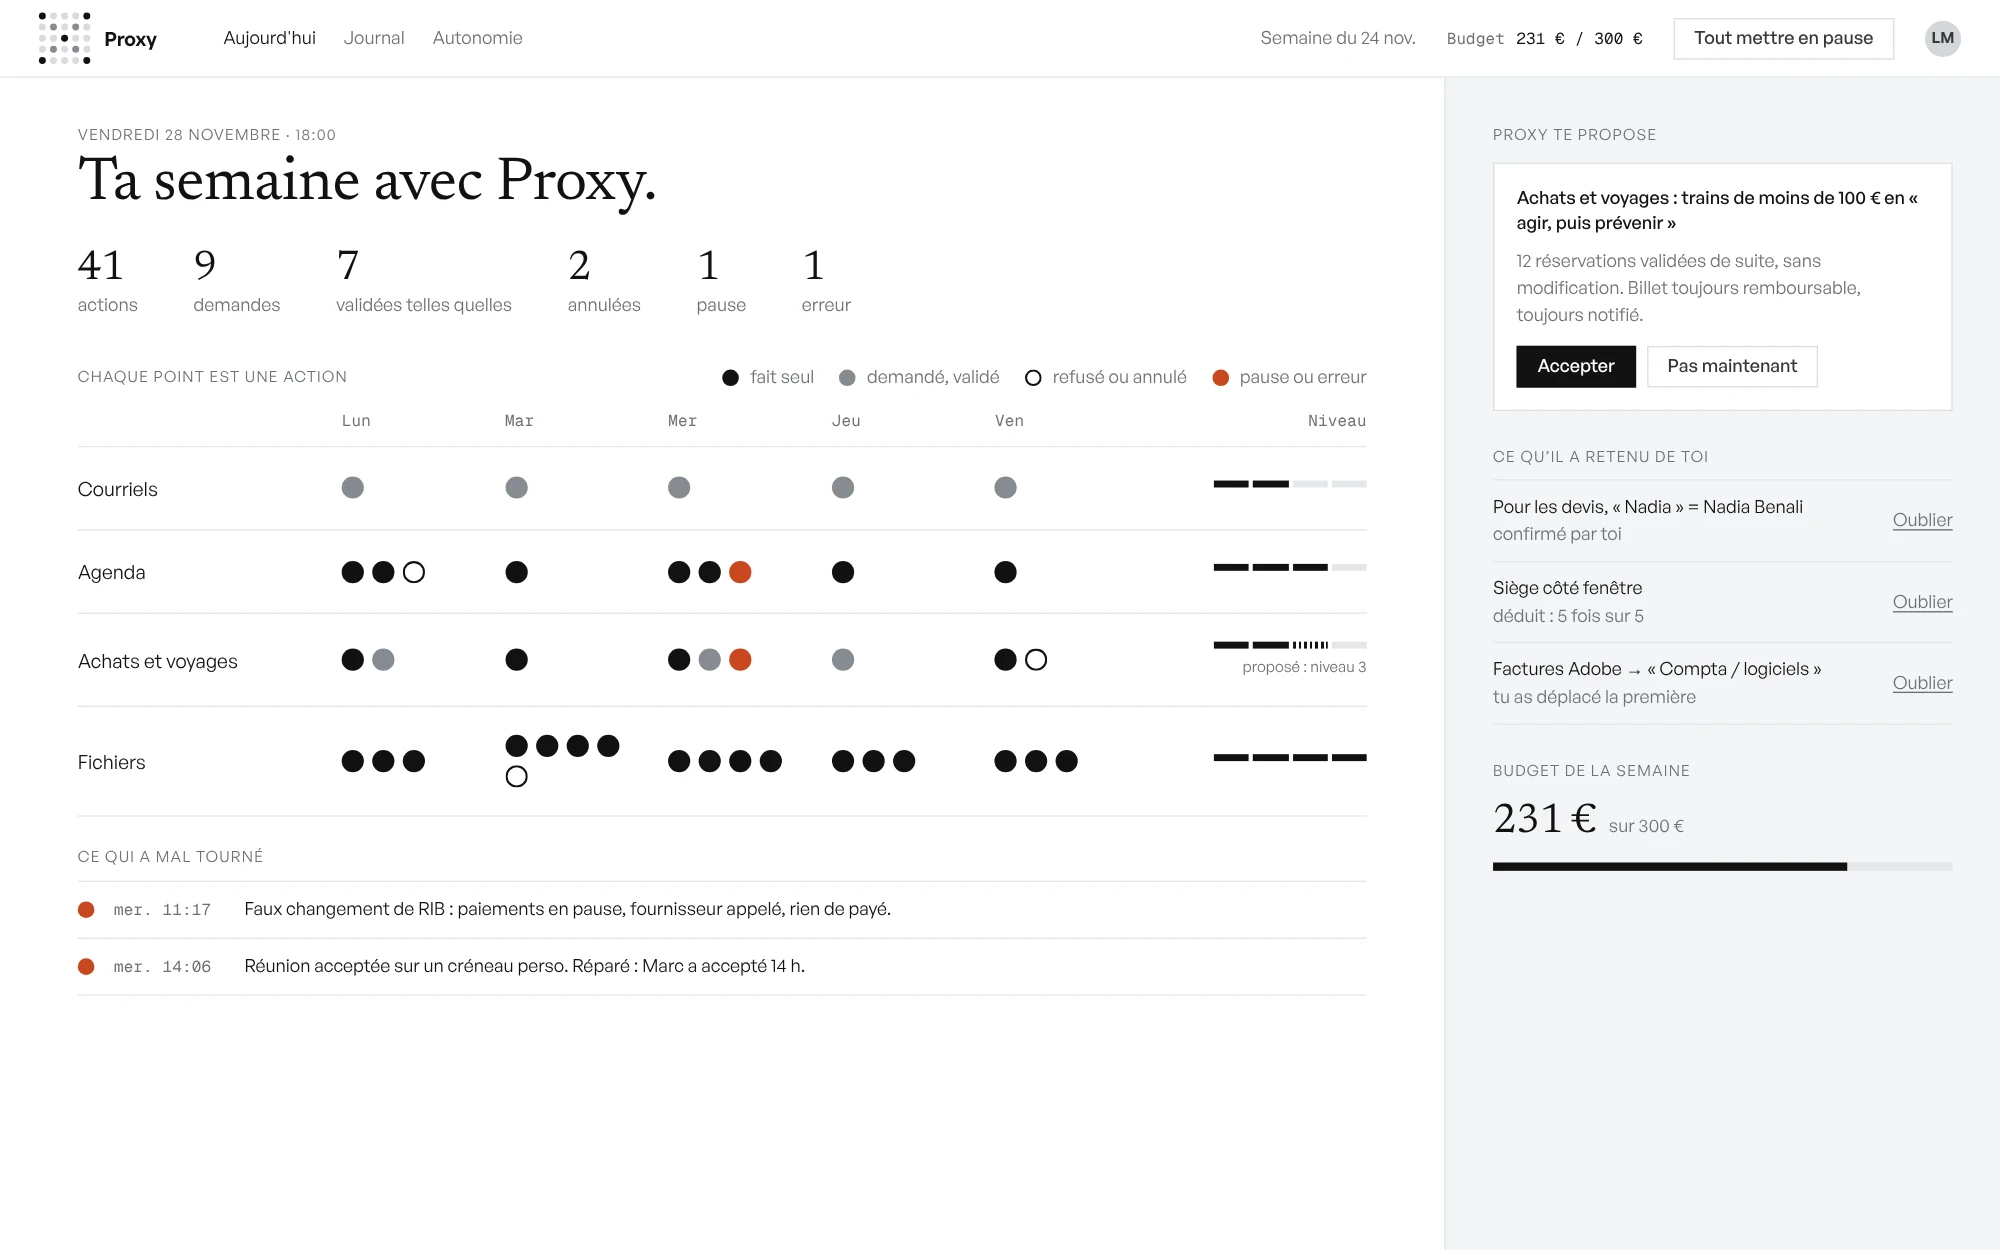 Proxy
Aujourd'hui
Journal
Autonomie
Semaine du 24 nov.
Budget 231 € / 300 €
Tout mettre en pause
LM
VENDREDI 28 NOVEMBRE · 18:00
Ta semaine avec Proxy.
41
actions
9
demandes
7
validées telles quelles
2
annulées
1
pause
1
erreur
CHAQUE POINT EST UNE ACTION
fait seul
demandé, validé
refusé ou annulé
pause ou erreur
Lun
Mar
Mer
Jeu
Ven
Niveau
Courriels
Agenda
Achats et voyages
proposé : niveau 3
Fichiers
CE QUI A MAL TOURNÉ
mer. 11:17
Faux changement de RIB : paiements en pause, fournisseur appelé, rien de payé.
mer. 14:06
Réunion acceptée sur un créneau perso. Réparé : Marc a accepté 14 h.
PROXY TE PROPOSE
Achats et voyages : trains de moins de 100 € en «
agir, puis prévenir »
12 réservations validées de suite, sans
modification. Billet toujours remboursable,
toujours notifié.
Accepter
Pas maintenant
CE QU’IL A RETENU DE TOI
Pour les devis, « Nadia » = Nadia Benali
confirmé par toi
Oublier
Siège côté fenêtre
déduit : 5 fois sur 5
Oublier
Factures Adobe → « Compta / logiciels »
tu as déplacé la première
Oublier
BUDGET DE LA SEMAINE
231 € sur 300 €